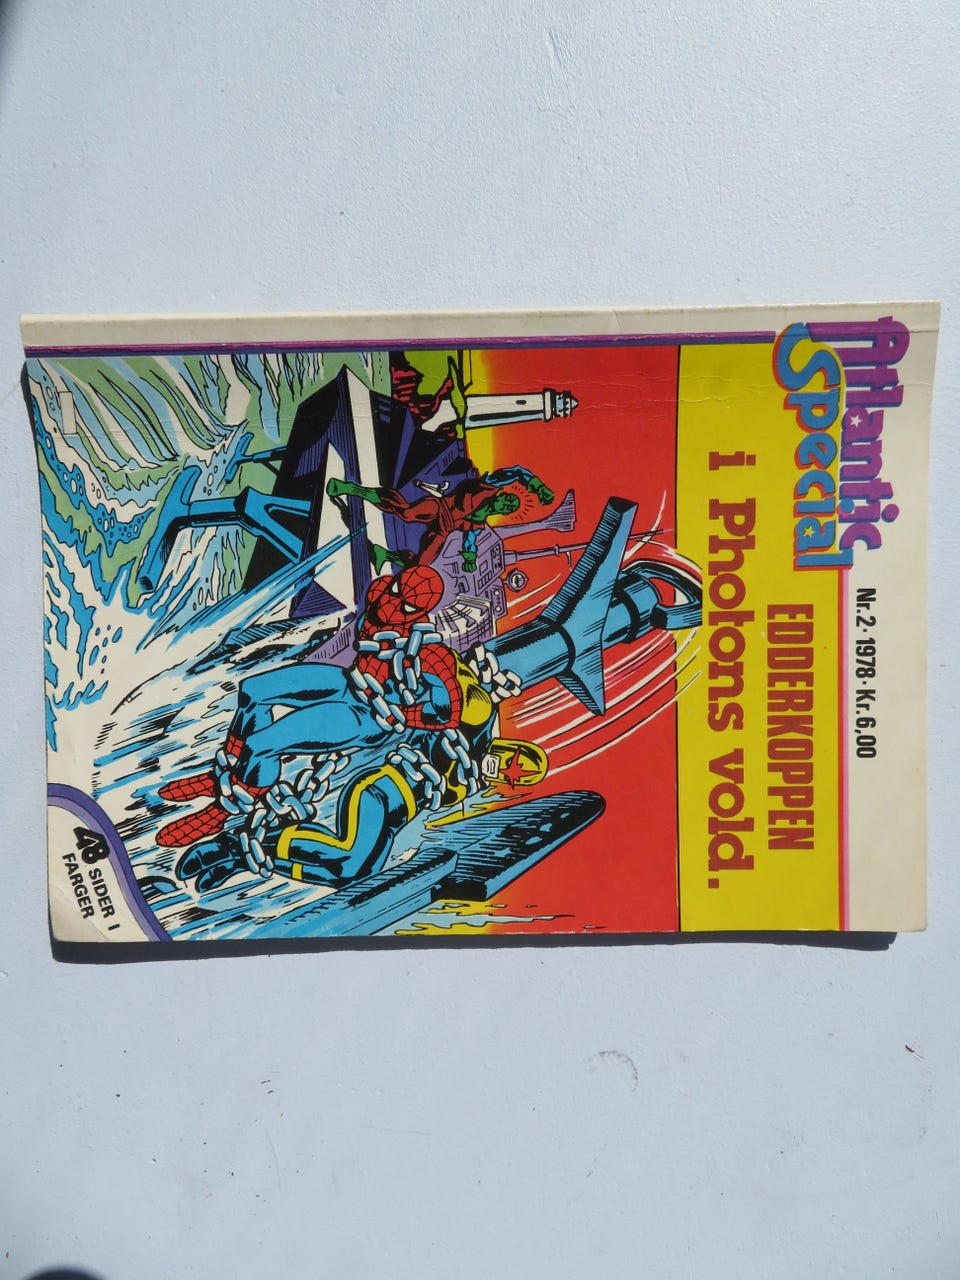 Atlantic
Special
Nr. 2 · 1978 · Kr. 6,00
EDDERKOPPEN
i Photons vold.
48 SIDER I
FARGER